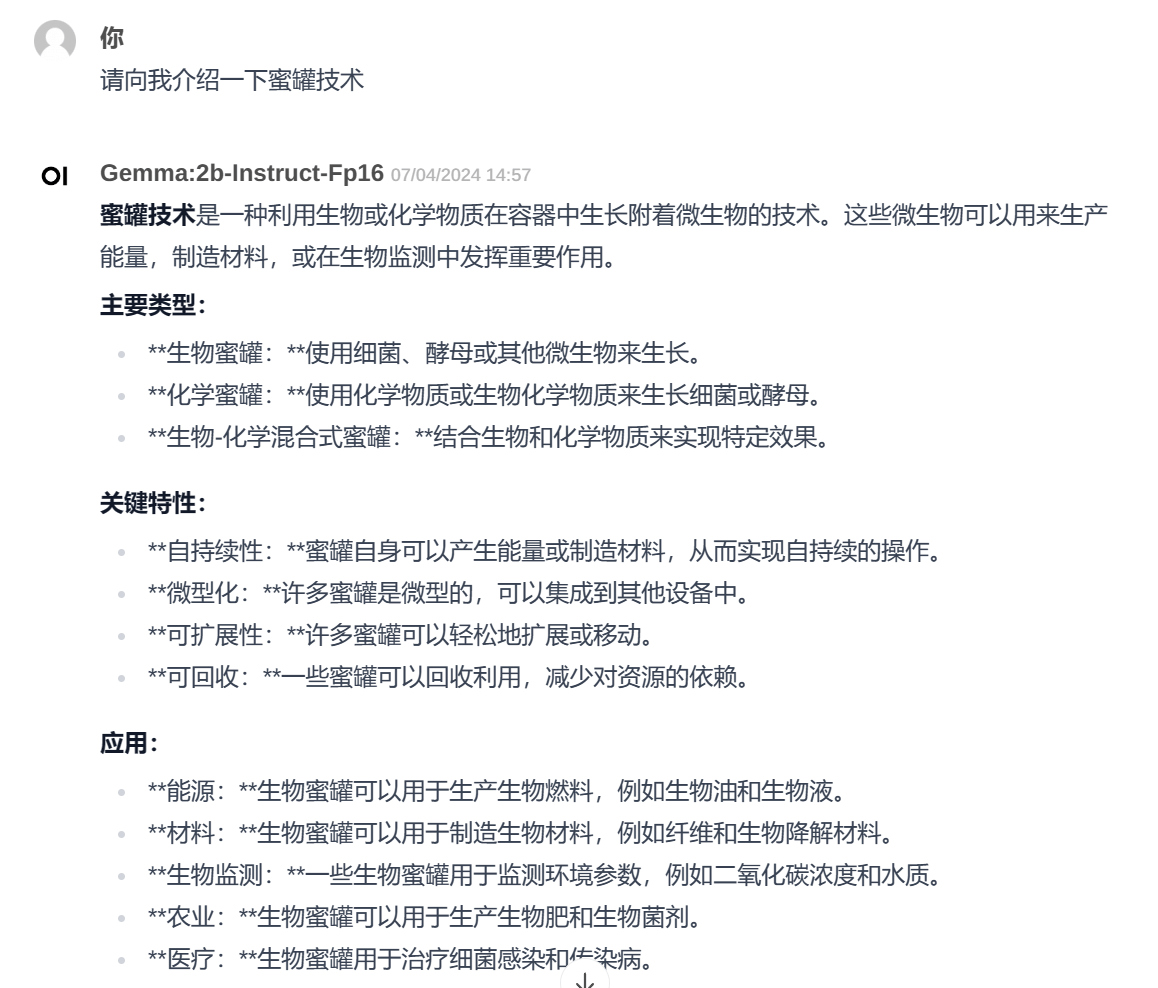 你
请向我介绍一下蜜罐技术
OI
Gemma:2b-Instruct-Fp16 07/04/2024 14:57
蜜罐技术是一种利用生物或化学物质在容器中生长附着微生物的技术。这些微生物可以用来生产
能量，制造材料，或在生物监测中发挥重要作用。
主要类型：
**生物蜜罐：**使用细菌、酵母或其他微生物来生长。
**化学蜜罐：**使用化学物质或生物化学物质来生长细菌或酵母。
**生物-化学混合式蜜罐：**结合生物和化学物质来实现特定效果。
关键特性：
**自持续性：**蜜罐自身可以产生能量或制造材料，从而实现自持续的操作。
**微型化：**许多蜜罐是微型的，可以集成到其他设备中。
**可扩展性：**许多蜜罐可以轻松地扩展或移动。
**可回收：**一些蜜罐可以回收利用，减少对资源的依赖。
应用：
**能源：**生物蜜罐可以用于生产生物燃料，例如生物油和生物液。
**材料：**生物蜜罐可以用于制造生物材料，例如纤维和生物降解材料。
**生物监测：**一些生物蜜罐用于监测环境参数，例如二氧化碳浓度和水质。
**农业：**生物蜜罐可以用于生产生物肥和生物菌剂。
**医疗：**生物蜜罐用于治疗细菌感染和传染病。